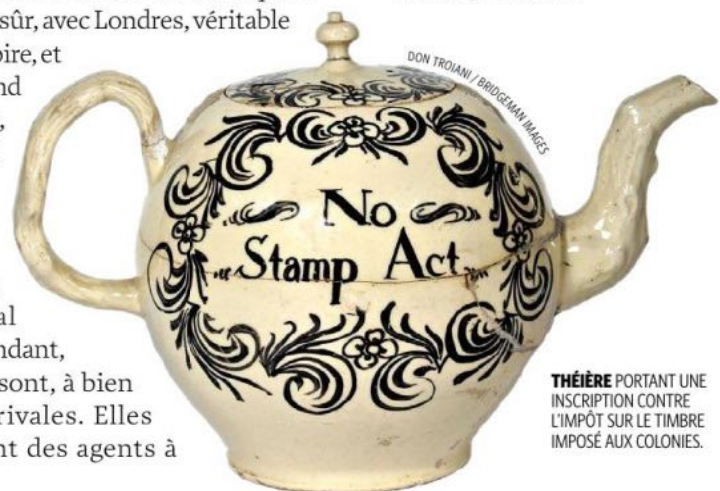 sûr, avec Londres, véritable
oire, et
nd
DON TROIANI / BRIDGEMAN IMAGES
No
Stamp Act
al
ndant,
sont, à bien
rivales. Elles
nt des agents à
THÉIÈRE PORTANT UNE
INSCRIPTION CONTRE
L'IMPÔT SUR LE TIMBRE
IMPOSÉ AUX COLONIES.